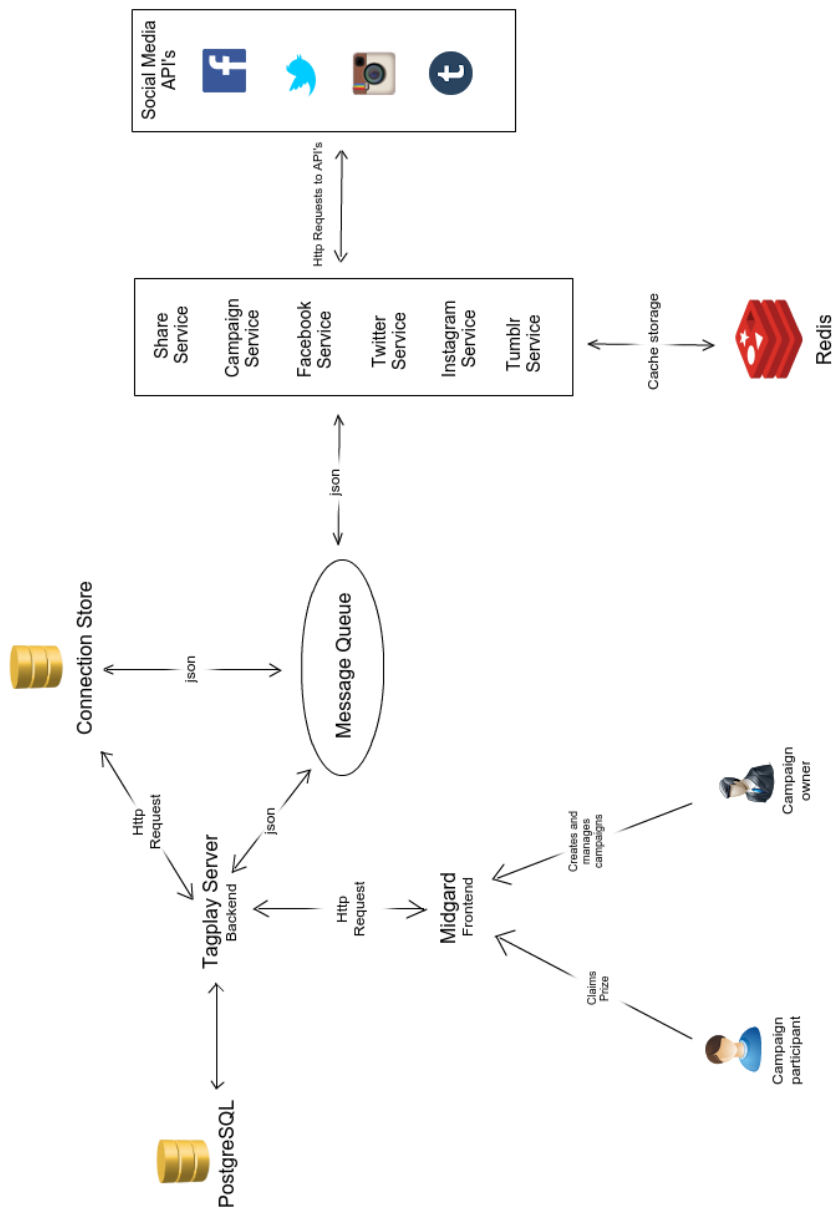 PostgreSQL
Tagplay Server
Backend
Http
Request
Connection Store
json
json
Message Queue
Http
Request
Midgard
Frontend
Claims
Prize
Campaign
participant
Creates and
manages
campaigns
Campaign
owner
json
Share
Service
Campaign
Service
Facebook
Service
Twitter
Service
Instagram
Service
Tumblr
Service
Cache storage
Redis
Http Requests to API's
Social Media
API's
f
t